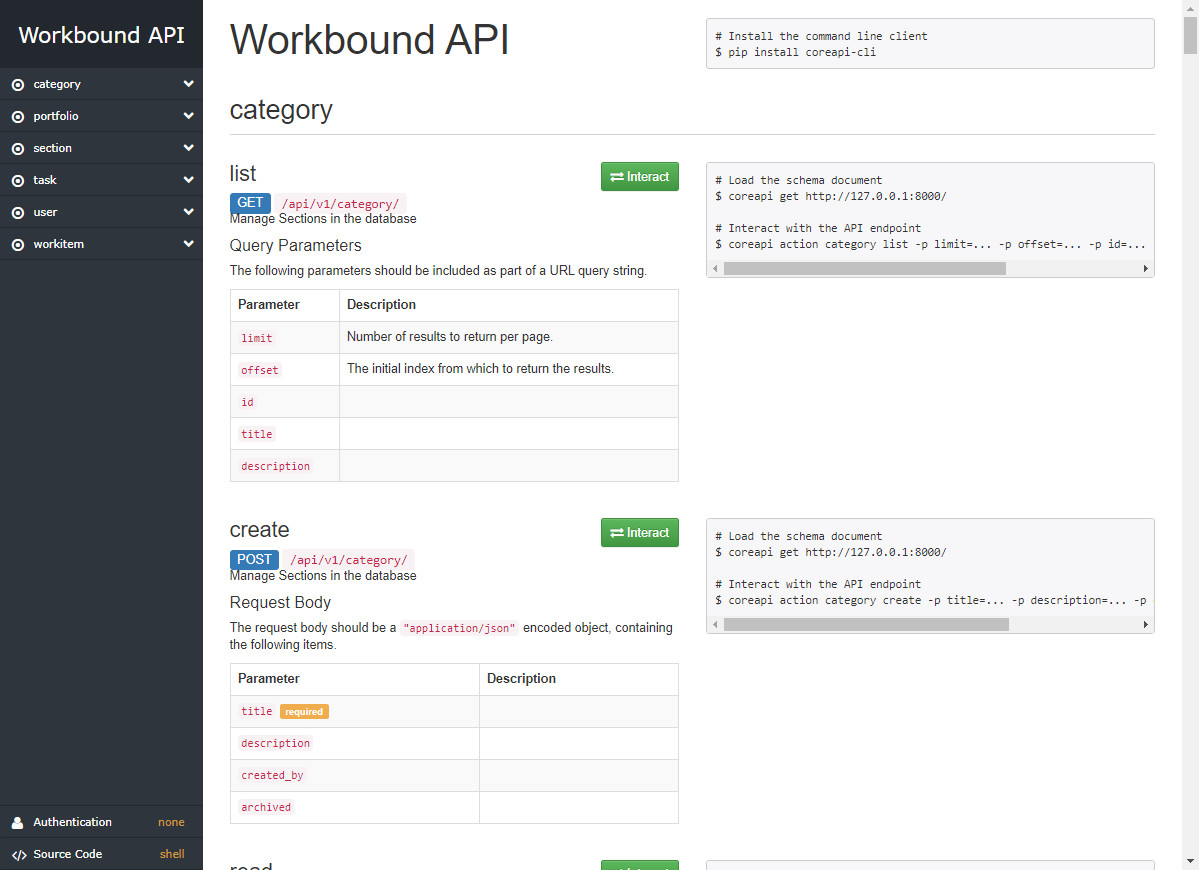 Workbound API
category
portfolio
section
task
user
workitem
Authentication none
Source Code shell
Workbound API
# Install the command line client
$ pip install coreapi-cli
category
list
Interact
GET /api/v1/category/
Manage Sections in the database
Query Parameters
The following parameters should be included as part of a URL query string.
Parameter Description
limit Number of results to return per page.
offset The initial index from which to return the results.
id
title
description
# Load the schema document
$ coreapi get http://127.0.0.1:8000/
# Interact with the API endpoint
$ coreapi action category list -p limit=... -p offset=... -p id=...
create
Interact
POST /api/v1/category/
Manage Sections in the database
Request Body
The request body should be a "application/json" encoded object, containing
the following items.
Parameter Description
title required
description
created_by
archived
# Load the schema document
$ coreapi get http://127.0.0.1:8000/
# Interact with the API endpoint
$ coreapi action category create -p title=... -p description=... -p
read